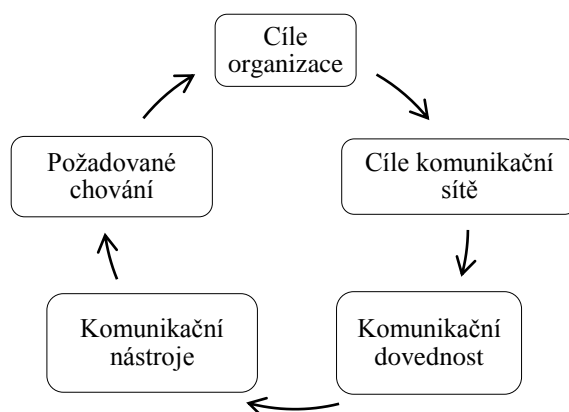 Cíle
organizace
Požadované
chování
Cíle komunikační
sítě
Komunikační
nástroje
Komunikační
dovednost